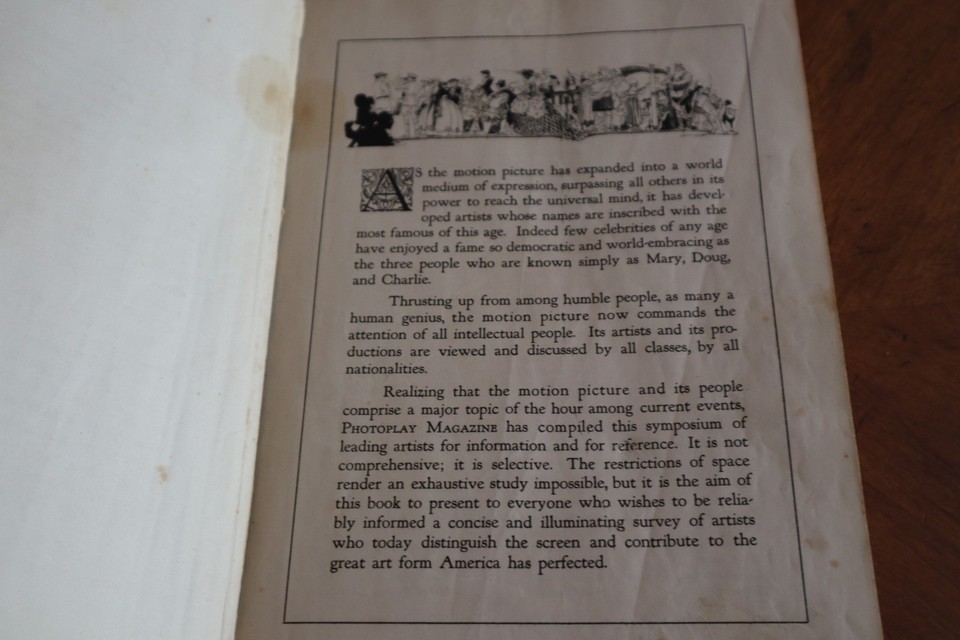 AS the motion picture has expanded into a world
medium of expression, surpassing all others in its
power to reach the universal mind, it has devel-
oped artists whose names are inscribed with the
most famous of this age. Indeed few celebrities of any age
have enjoyed a fame so democratic and world-embracing as
the three people who are known simply as Mary, Doug,
and Charlie.
Thrusting up from among humble people, as many a
human genius, the motion picture now commands the
attention of all intellectual people. Its artists and its pro-
ductions are viewed and discussed by all classes, by all
nationalities.
Realizing that the motion picture and its people
comprise a major topic of the hour among current events,
PHOTOPLAY MAGAZINE has compiled this symposium of
leading artists for information and for reference. It is not
comprehensive; it is selective. The restrictions of space
render an exhaustive study impossible, but it is the aim of
this book to present to everyone who wishes to be relia-
bly informed a concise and illuminating survey of artists
who today distinguish the screen and contribute to the
great art form America has perfected.